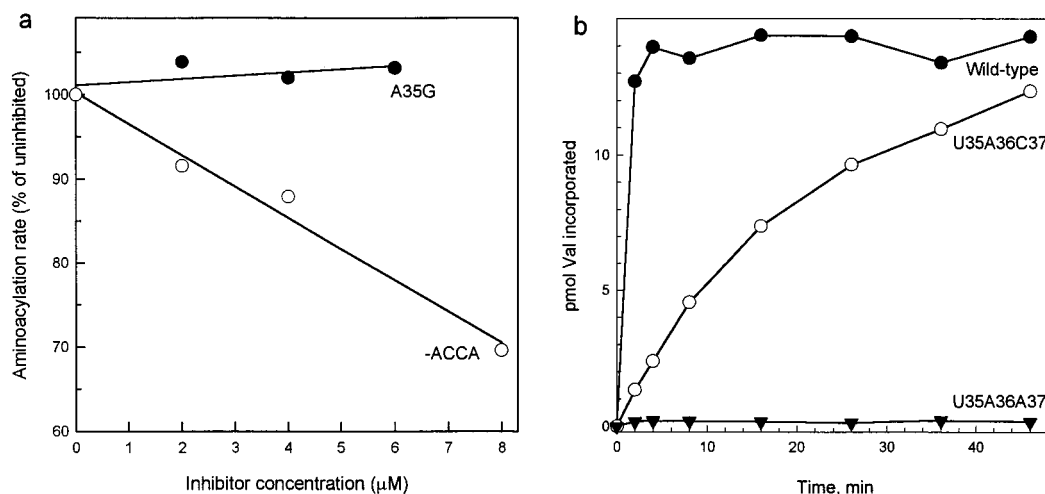 a
Aminoacylation rate (% of uninhibited)
100
90
80
70
60
A35G
-ACCA
0 1 2 3 4 5 6 7 8
Inhibitor concentration (μM)
b
pmol Val incorporated
10
5
0
Wild-type
U35A36C37
U35A36A37
0 10 20 30 40
Time, min